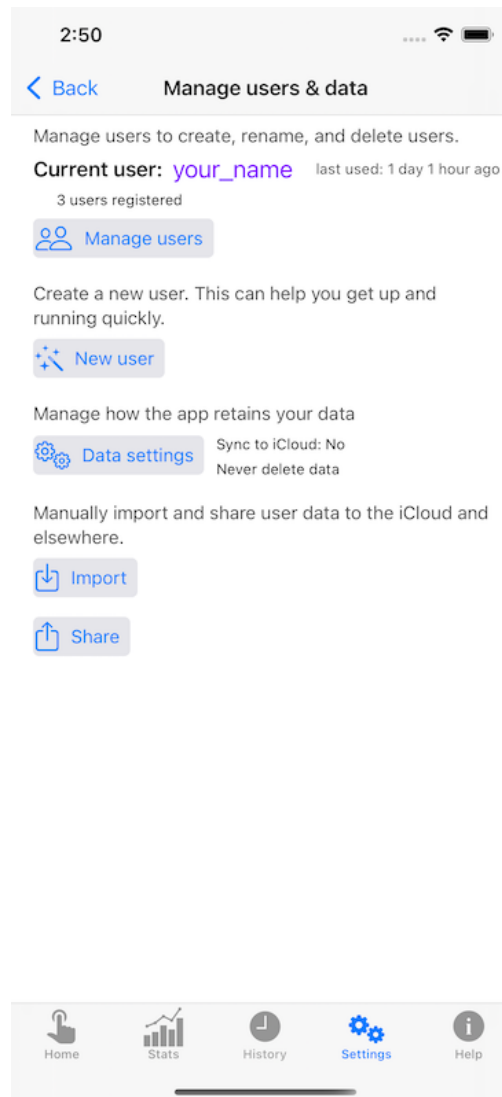 2:50
Back Manage users & data
Manage users to create, rename, and delete users.
Current user: your_name last used: 1 day 1 hour ago
3 users registered
Manage users
Create a new user. This can help you get up and
running quickly.
New user
Manage how the app retains your data
Data settings Sync to iCloud: No
Never delete data
Manually import and share user data to the iCloud and
elsewhere.
Import
Share
Home Stats History Settings Help